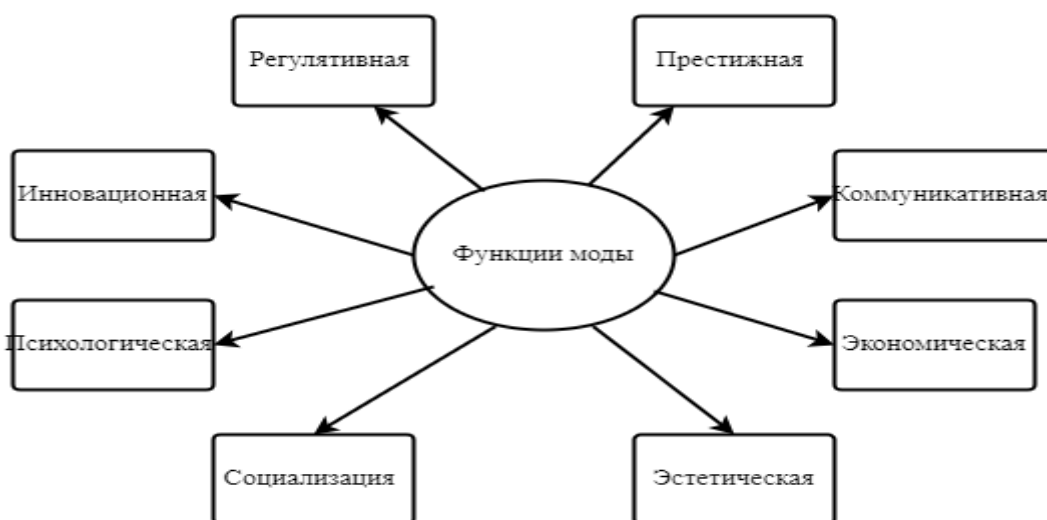 Регулятивная
Престижная
Инновационная
Коммуникативная
Функции моды
Психологическая
Экономическая
Социализация
Эстетическая